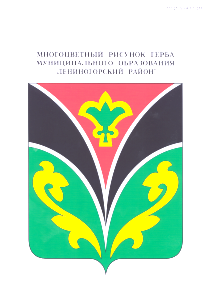 МНОГОЦВЕТНЫЙ РИСУНОК ГЕРБА
МУНИЦИПАЛЬНОГО ОБРАЗОВАНИЯ
ЛЕНИНОГОРСКИЙ РАЙОН